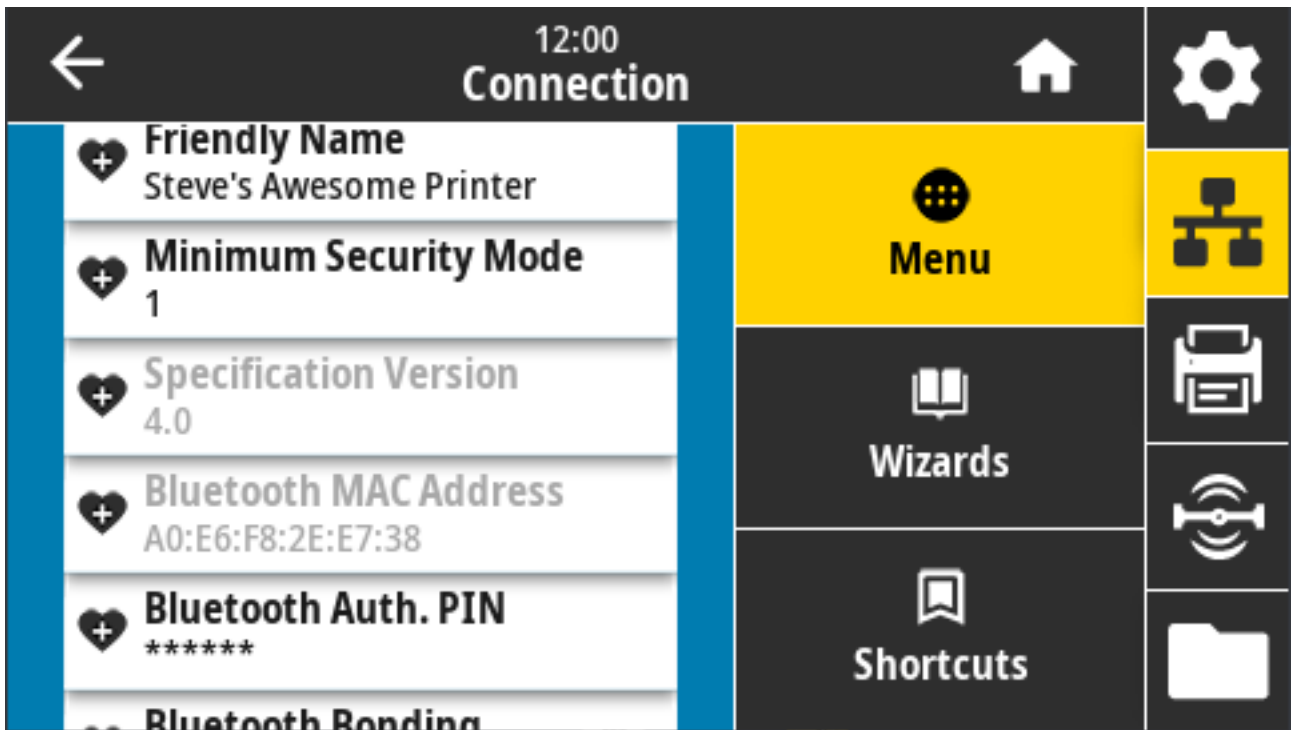 12:00
Connection
Friendly Name
Steve's Awesome Printer
Minimum Security Mode
1
Specification Version
4.0
Bluetooth MAC Address
A0:E6:F8:2E:E7:38
Bluetooth Auth. PIN
******
Bluetooth Bonding
Menu
Wizards
Shortcuts